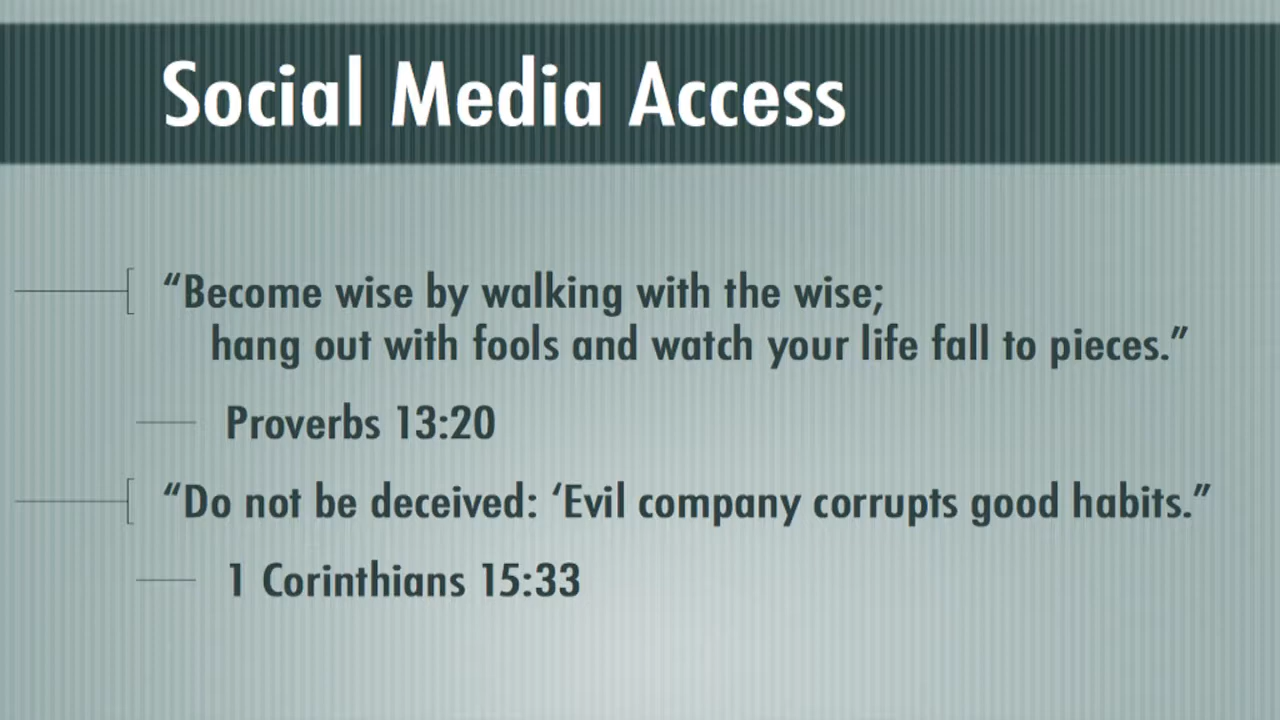 Social Media Access
“Become wise by walking with the wise;
hang out with fools and watch your life fall to pieces.”
Proverbs 13:20
“Do not be deceived: ‘Evil company corrupts good habits.”
1 Corinthians 15:33